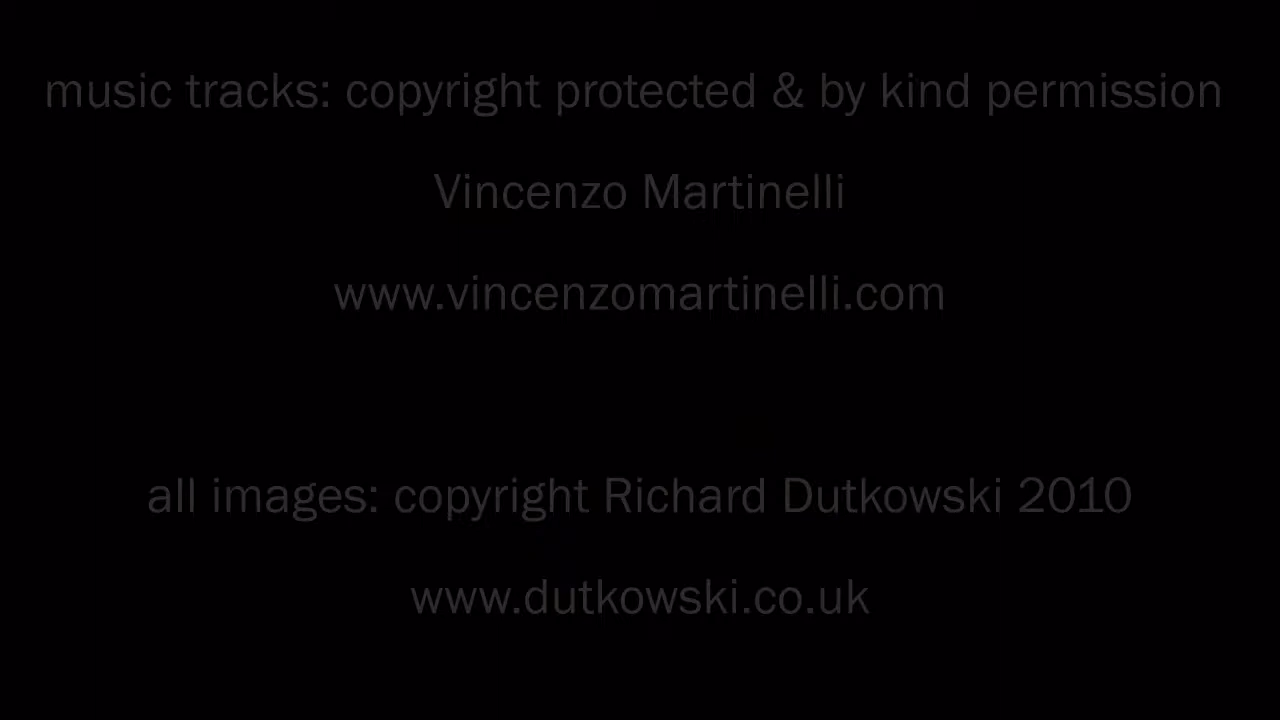 music tracks: copyright protected & by kind permission
Vincenzo Martinelli
www.vincenzomartinelli.com
all images: copyright Richard Dutkowski 2010
www.dutkowski.co.uk